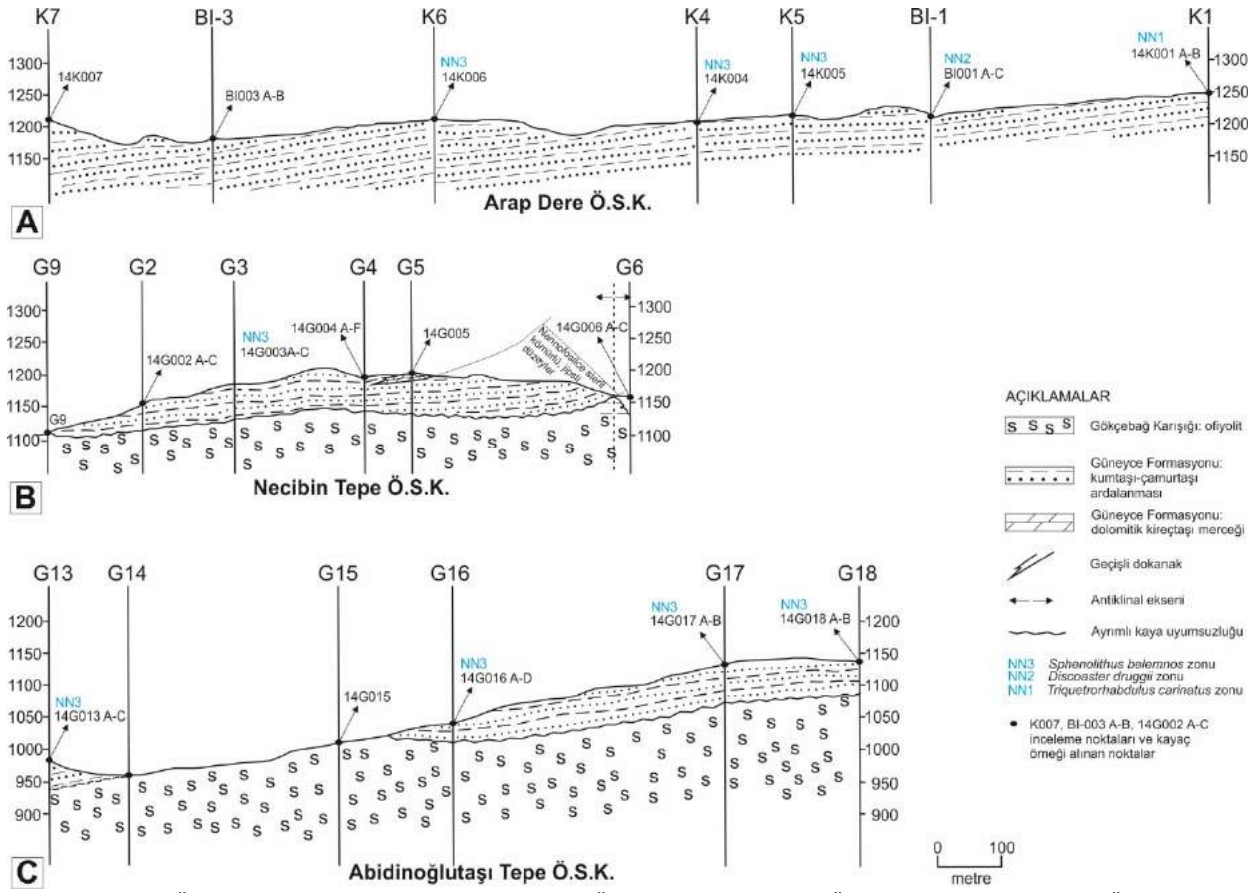 K7 BI-3 K6 K4 K5 BI-1 K1
NN3 NN3 NN3 NN2 NN1
14K007 BI003 A-B 14K006 14K004 14K005 BI001 A-C 14K001 A-B
1300 1300
1250 1250
1200 1200
1150 1150
A
Arap Dere Ö.S.K.
G9 G2 G3 G4 G5 G6
NN3
14G002 A-C 14G003A-C 14G004 A-F 14G005 14G006 A-C
Nannofosilce steril
kömürlü, jipsli
düzeyler
1300 1300
1250 1250
1200 1200
1150 1150
1100 1100
G9
S S S S
B
Necibin Tepe Ö.S.K.
G13 G14 G15 G16 G17 G18
NN3 NN3 NN3 NN3
14G013 A-C 14G015 14G016 A-D 14G017 A-B 14G018 A-B
1200 1200
1150 1150
1100 1100
1050 1050
1000 1000
950 950
900 900
C
Abidinoğlutaşı Tepe Ö.S.K.
AÇIKLAMALAR
S S S S Gökçebağ Karışığı: ofiyolit
Güneyce Formasyonu:
kumtaşı-çamurtaşı
ardalanması
Güneyce Formasyonu:
dolomitik kireçtaşı merceği
Geçişli dokanak
Antiklinal ekseni
Ayrımlı kaya uyumsuzluğu
NN3 Sphenolithus belemnos zonu
NN2 Discoaster druggii zonu
NN1 Triquetrorhabdulus carinatus zonu
K007, BI-003 A-B, 14G002 A-C
inceleme noktaları ve kayaç
örneği alınan noktalar
0 100
metre